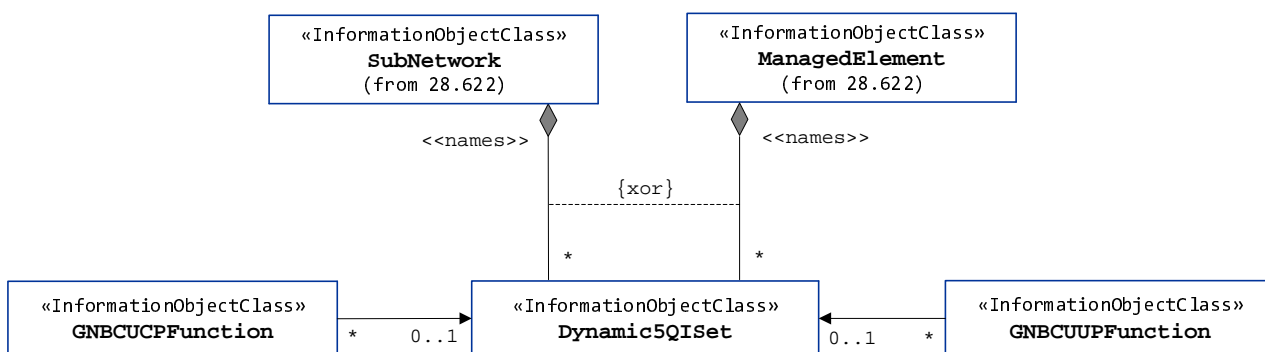 «InformationObjectClass»
SubNetwork
(from 28.622)
«InformationObjectClass»
ManagedElement
(from 28.622)
<<names>>
<<names>>
{xor}
*
*
«InformationObjectClass»
GNBCUCPFunction
*
0..1
«InformationObjectClass»
Dynamic5QISet
0..1
*
«InformationObjectClass»
GNBCUUPFunction